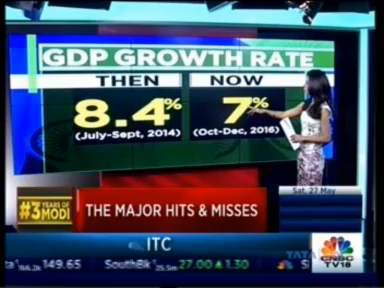 GDP GROWTH RATE
THEN NOW
8.4% 7%
(July-Sept, 2014) (Oct-Dec, 2016)
#3 YEARS OF MODI
THE MAJOR HITS & MISSES
Sat, 27 May
ITC
149.65 SouthBk 27.00 1.30
CNBC
TV18